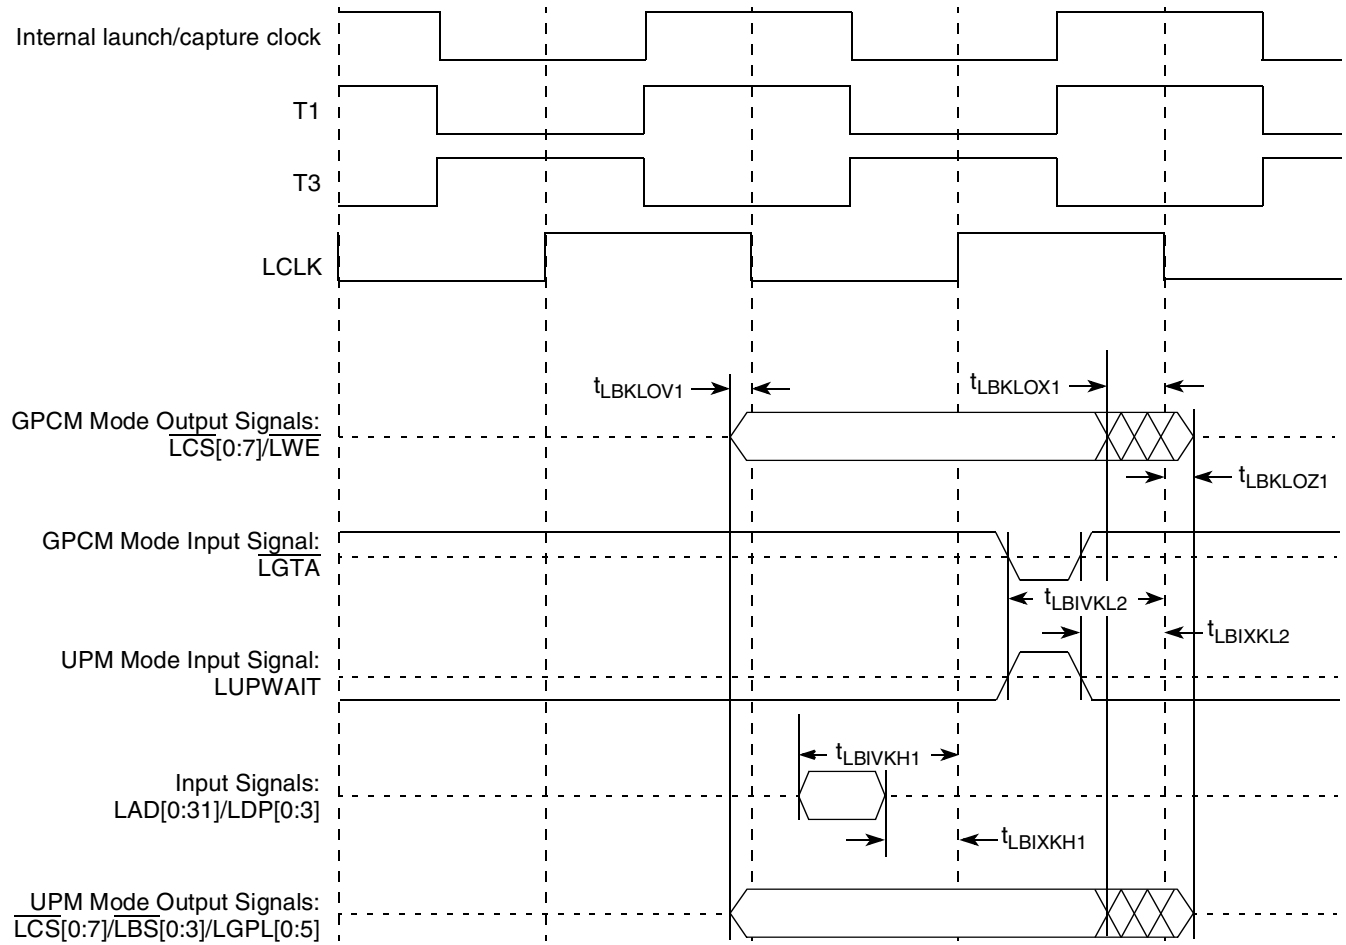 Internal launch/capture clock
T1
T3
LCLK
tLBKLOV1
tLBKLOX1
GPCM Mode Output Signals:
LCS[0:7]/LWE
tLBKLOZ1
GPCM Mode Input Signal:
LGTA
tLBIVKL2
tLBIXKL2
UPM Mode Input Signal:
LUPWAIT
tLBIVKH1
Input Signals:
LAD[0:31]/LDP[0:3]
tLBIXKH1
UPM Mode Output Signals:
LCS[0:7]/LBS[0:3]/LGPL[0:5]